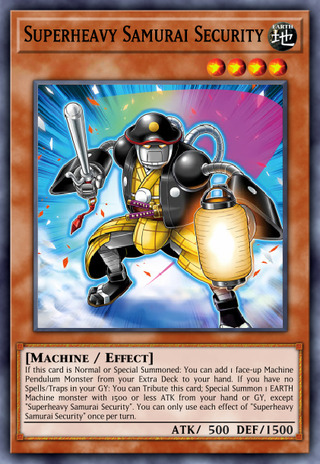 Superheavy Samurai Security
EARTH
地
[MACHINE / EFFECT]
If this card is Normal or Special Summoned: You can add 1 face-up Machine
Pendulum Monster from your Extra Deck to your hand. If you have no
Spells/Traps in your GY: You can Tribute this card; Special Summon 1 EARTH
Machine monster with 1500 or less ATK from your hand or GY, except
"Superheavy Samurai Security". You can only use each effect of "Superheavy
Samurai Security" once per turn.
ATK/ 500 DEF/1500